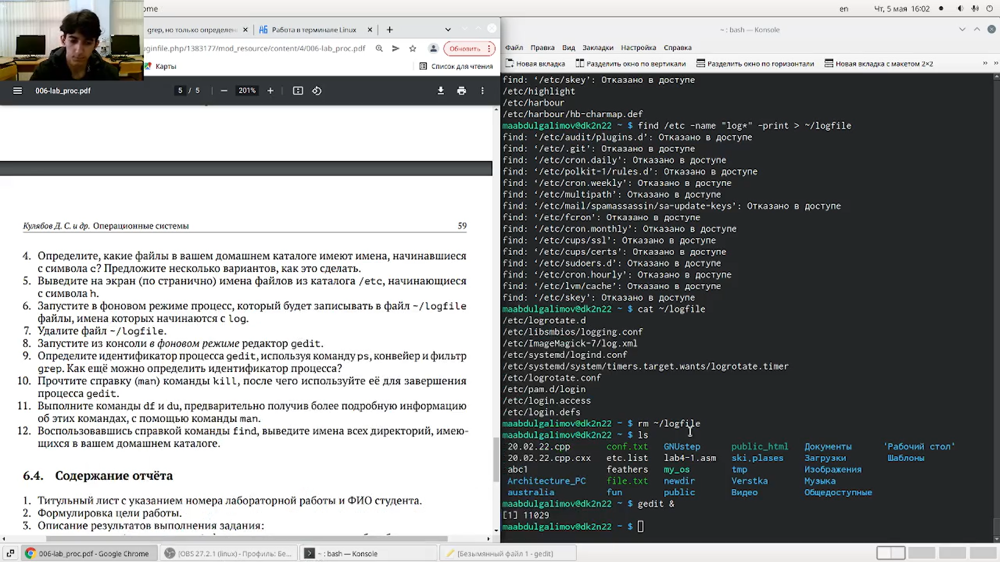 ome
en
Чт, 5 мая 16:02
grep, но только определен
Работа в терминале Linux
uginfile.php/1383177/mod_resource/content/4/006-lab_proc.pdf
Обновить
Карты
Список для чтения
006-lab_proc.pdf
5 / 5
201%
Кулябов Д. С. и др. Операционные системы 59
4. Определите, какие файлы в вашем домашнем каталоге имеют имена, начинавшиеся
с символа c? Предложите несколько вариантов, как это сделать.
5. Выведите на экран (по странично) имена файлов из каталога /etc, начинающиеся
с символа h.
6. Запустите в фоновом режиме процесс, который будет записывать в файл ~/logfile
файлы, имена которых начинаются с log.
7. Удалите файл ~/logfile.
8. Запустите из консоли в фоновом режиме редактор gedit.
9. Определите идентификатор процесса gedit, используя команду ps, конвейер и фильтр
grep. Как ещё можно определить идентификатор процесса?
10. Прочтите справку (man) команды kill, после чего используйте её для завершения
процесса gedit.
11. Выполните команды df и du, предварительно получив более подробную информацию
об этих командах, с помощью команды man.
12. Воспользовавшись справкой команды find, выведите имена всех директорий, имею-
щихся в вашем домашнем каталоге.
6.4. Содержание отчёта
1. Титульный лист с указанием номера лабораторной работы и ФИО студента.
2. Формулировка цели работы.
3. Описание результатов выполнения задания:
~ : bash — Konsole
Файл Правка Вид Закладки Настройка Справка
Новая вкладка Разделить окно по вертикали Разделить окно по горизонтали Новая вкладка с макетом 2×2
find: ‘/etc/skey’: Отказано в доступе
/etc/highlight
/etc/harbour
/etc/harbour/hb-charmap.def
maabdulgalimov@dk2n22 ~ $ find /etc -name "log*" -print > ~/logfile
find: ‘/etc/audit/plugins.d’: Отказано в доступе
find: ‘/etc/.git’: Отказано в доступе
find: ‘/etc/cron.daily’: Отказано в доступе
find: ‘/etc/polkit-1/rules.d’: Отказано в доступе
find: ‘/etc/cron.weekly’: Отказано в доступе
find: ‘/etc/multipath’: Отказано в доступе
find: ‘/etc/mail/spamassassin/sa-update-keys’: Отказано в доступе
find: ‘/etc/fcron’: Отказано в доступе
find: ‘/etc/cron.monthly’: Отказано в доступе
find: ‘/etc/cups/ssl’: Отказано в доступе
find: ‘/etc/cups/certs’: Отказано в доступе
find: ‘/etc/sudoers.d’: Отказано в доступе
find: ‘/etc/cron.hourly’: Отказано в доступе
find: ‘/etc/lvm/cache’: Отказано в доступе
find: ‘/etc/skey’: Отказано в доступе
maabdulgalimov@dk2n22 ~ $ cat ~/logfile
/etc/logrotate.d
/etc/libsmbios/logging.conf
/etc/ImageMagick-7/log.xml
/etc/systemd/logind.conf
/etc/systemd/system/timers.target.wants/logrotate.timer
/etc/logrotate.conf
/etc/pam.d/login
/etc/login.access
/etc/login.defs
maabdulgalimov@dk2n22 ~ $ rm ~/logfile
maabdulgalimov@dk2n22 ~ $ ls
20.02.22.cpp conf.txt GNUstep public_html Документы 'Рабочий стол'
20.02.22.cpp.cxx etc.list lab4-1.asm ski.plases Загрузки Шаблоны
abc1 feathers my_os tmp Изображения
Architecture_PC file.txt newdir Verstka Музыка
australia fun public Видео Общедоступные
maabdulgalimov@dk2n22 ~ $ gedit &
[1] 11029
maabdulgalimov@dk2n22 ~ $
006-lab_proc.pdf - Google Chrome
(OBS 27.2.1 (linux) - Профиль: Бе...
~ : bash — Konsole
[Безымянный файл 1 - gedit)